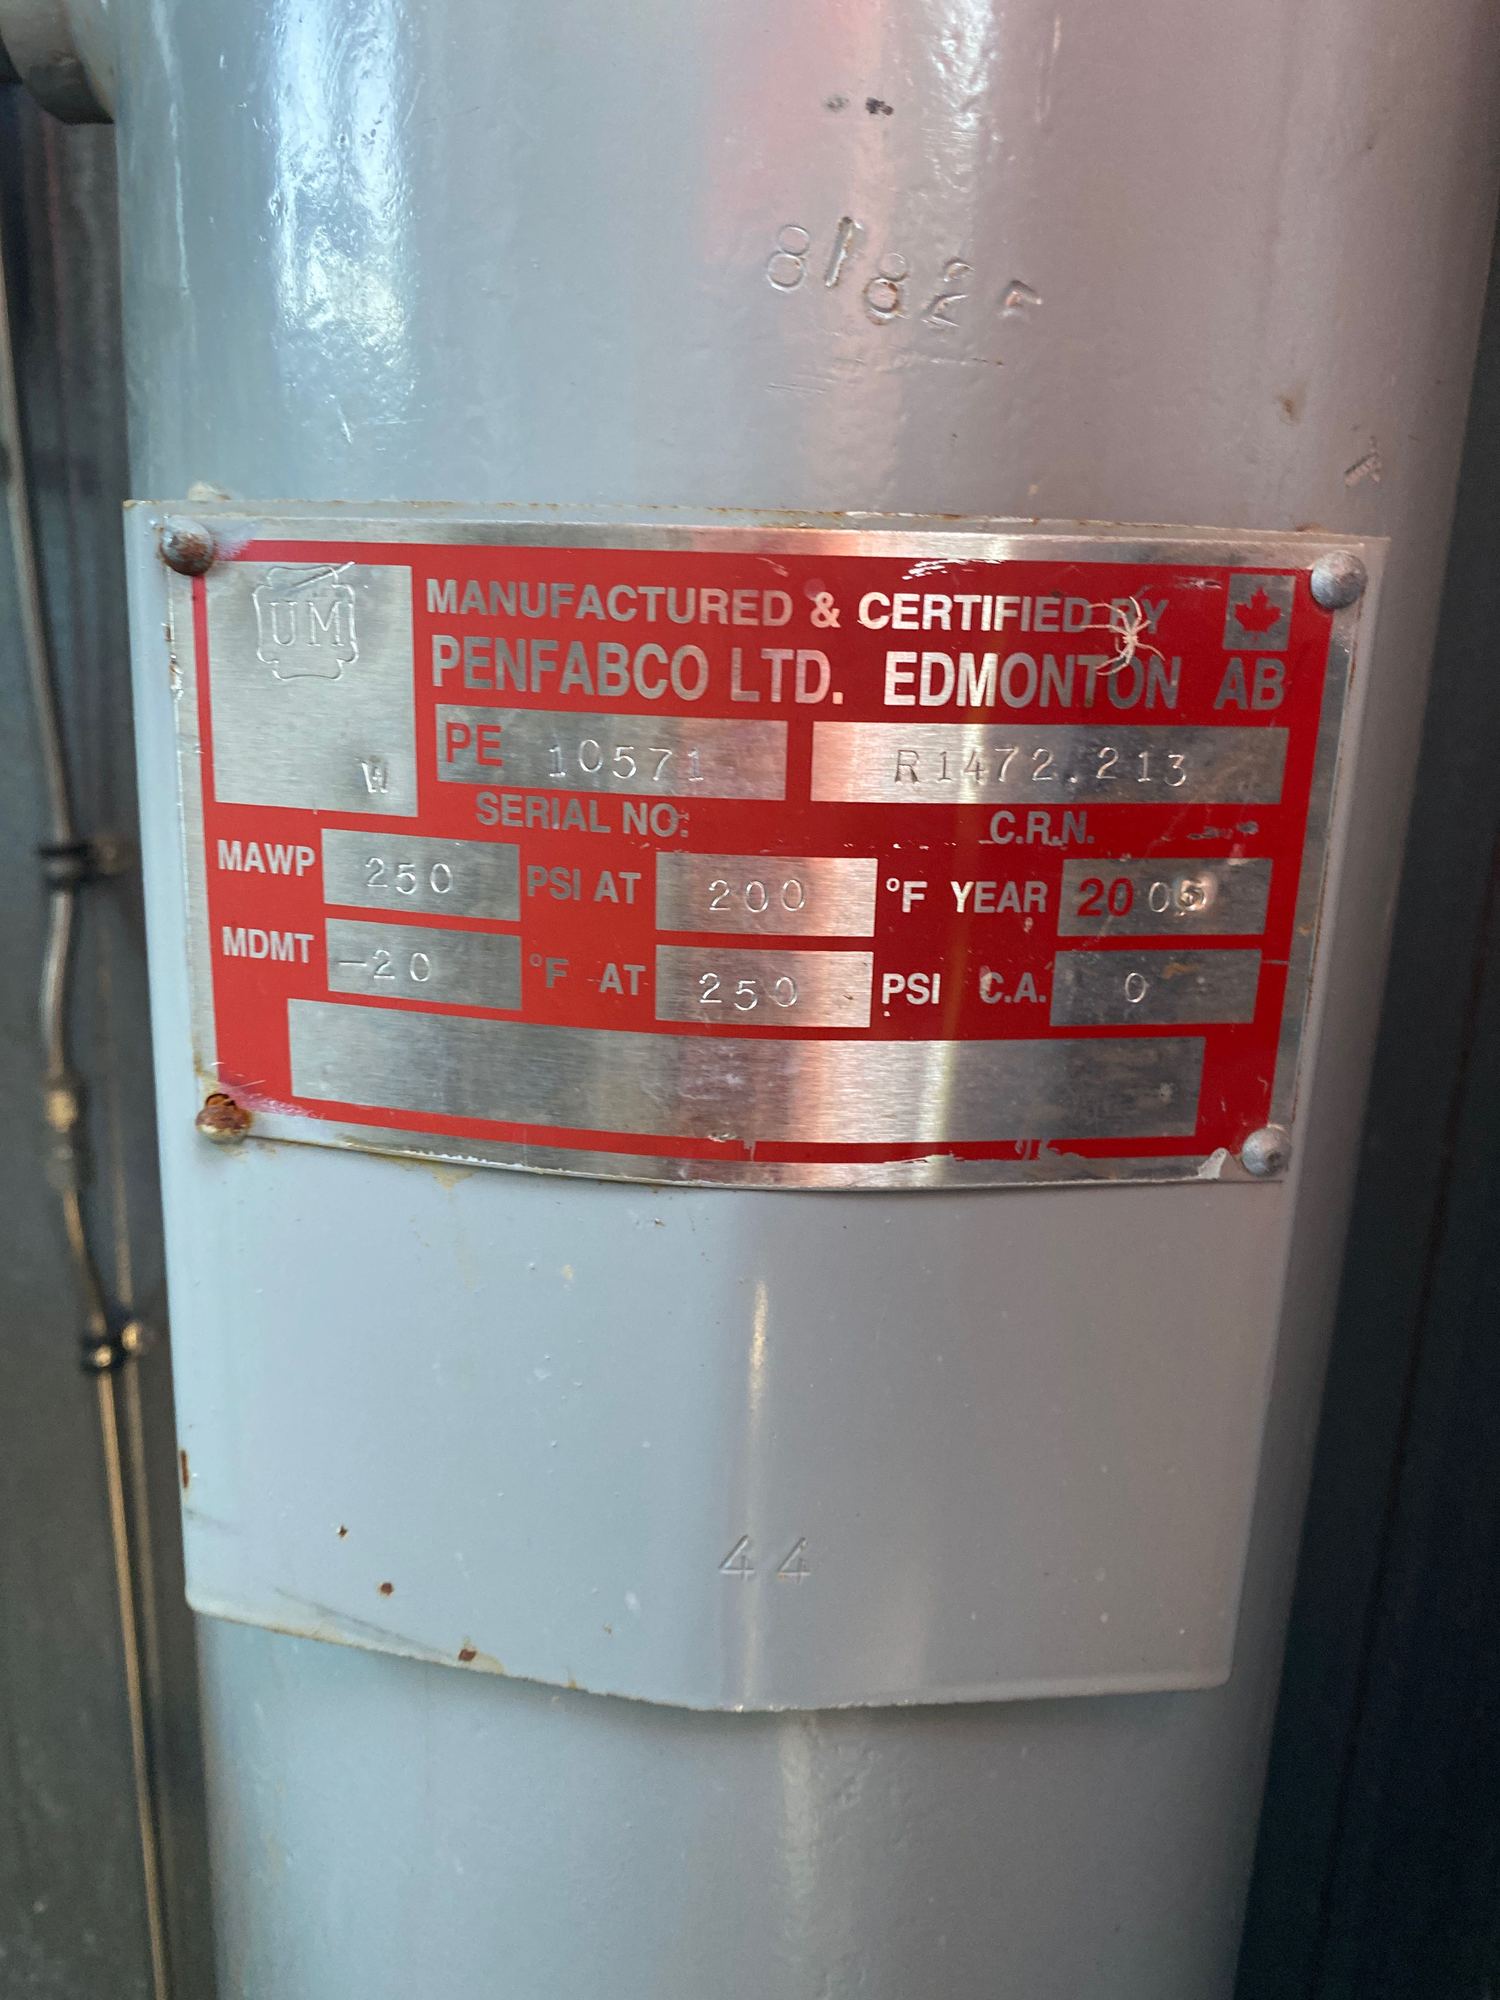 8182
UM
W
MANUFACTURED & CERTIFIED BY
PENFABCO LTD. EDMONTON AB
PE 10571 R1472.213
SERIAL NO: C.R.N.
MAWP 250 PSI AT 200 °F YEAR 2005
MDMT -20 °F AT 250 PSI C.A. 0
44